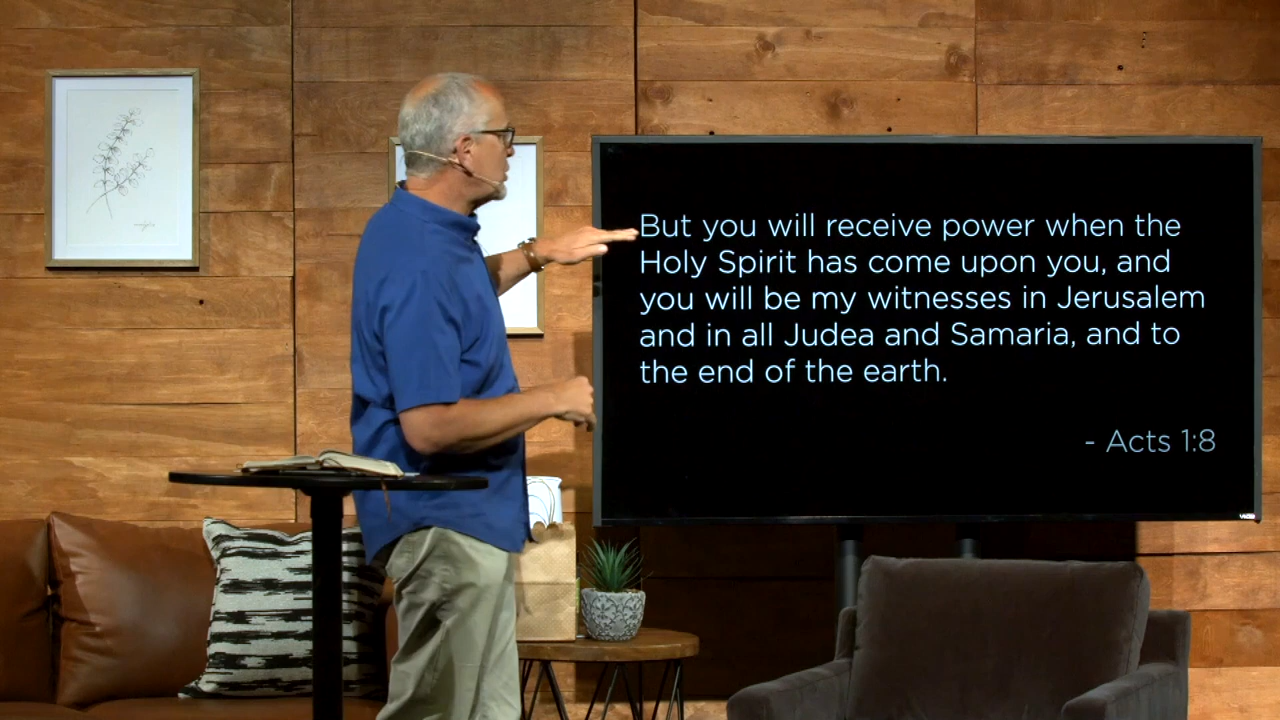 But you will receive power when the
Holy Spirit has come upon you, and
you will be my witnesses in Jerusalem
and in all Judea and Samaria, and to
the end of the earth.
- Acts 1:8
VIZIO